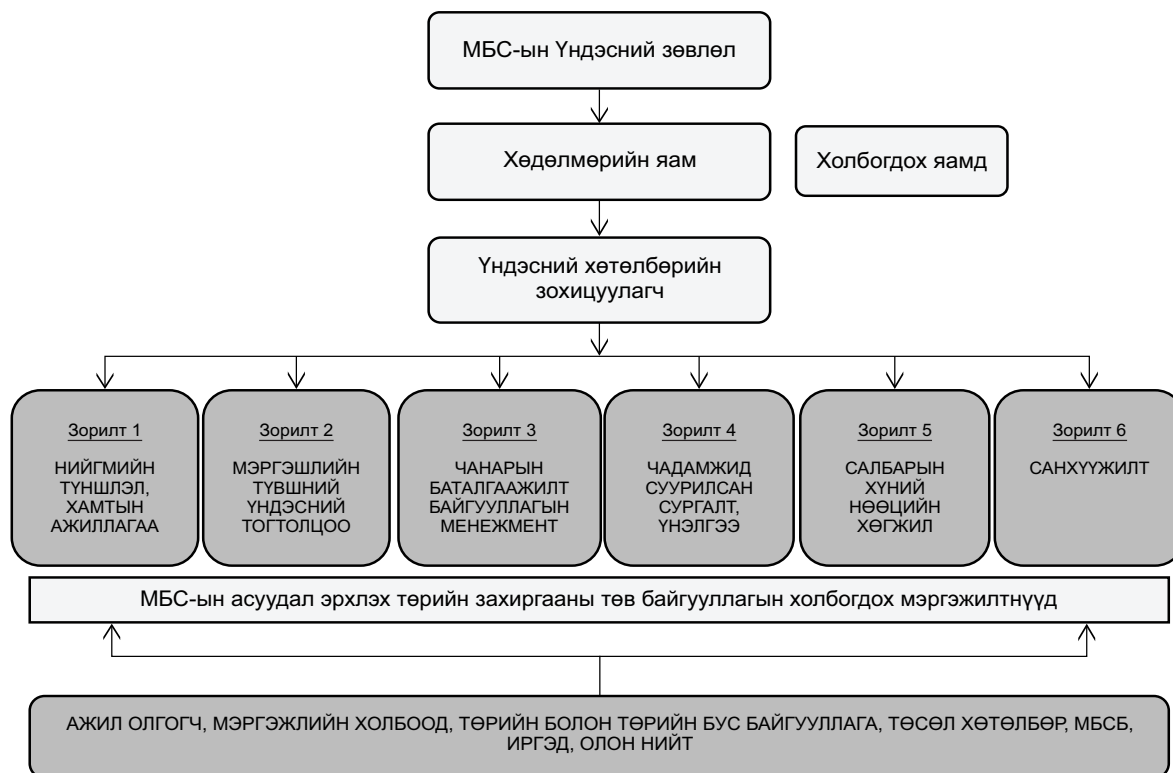 МБС-ын Үндэсний зөвлөл
Хөдөлмөрийн яам
Холбогдох яамд
Үндэсний хөтөлбөрийн
зохицуулагч
Зорилт 1
НИЙГМИЙН
ТҮНШЛЭЛ,
ХАМТЫН
АЖИЛЛАГАА
Зорилт 2
МЭРГЭШЛИЙН
ТҮВШНИЙ
ҮНДЭСНИЙ
ТОГТОЛЦОО
Зорилт 3
ЧАНАРЫН
БАТАЛГААЖИЛТ
БАЙГУУЛЛАГЫН
МЕНЕЖМЕНТ
Зорилт 4
ЧАДАМЖИД
СУУРИЛСАН
СУРГАЛТ,
ҮНЭЛГЭЭ
Зорилт 5
САЛБАРЫН
ХҮНИЙ
НӨӨЦИЙН
ХӨГЖИЛ
Зорилт 6
САНХҮҮЖИЛТ
МБС-ын асуудал эрхлэх төрийн захиргааны төв байгууллагын холбогдох мэргэжилтнүүд
АЖИЛ ОЛГОГЧ, МЭРГЭЖЛИЙН ХОЛБООД, ТӨРИЙН БОЛОН ТӨРИЙН БУС БАЙГУУЛЛАГА, ТӨСӨЛ ХӨТӨЛБӨР, МБСБ,
ИРГЭД, ОЛОН НИЙТ